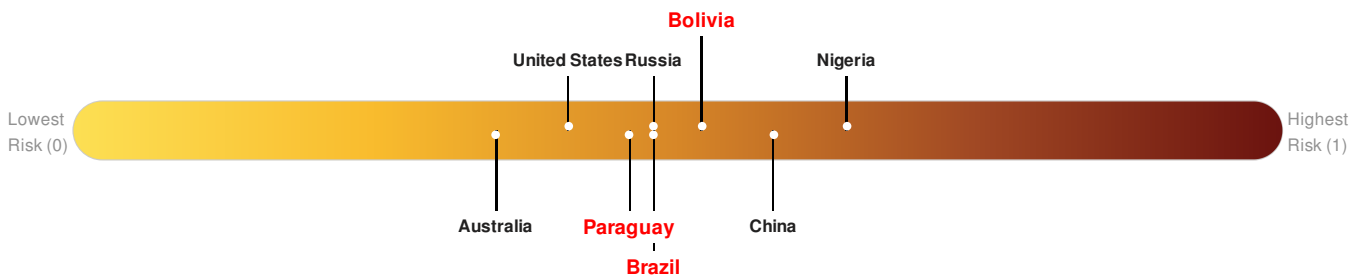 Bolivia
United States Russia Nigeria
Lowest
Risk (0)
Highest
Risk (1)
Australia Paraguay China
Brazil